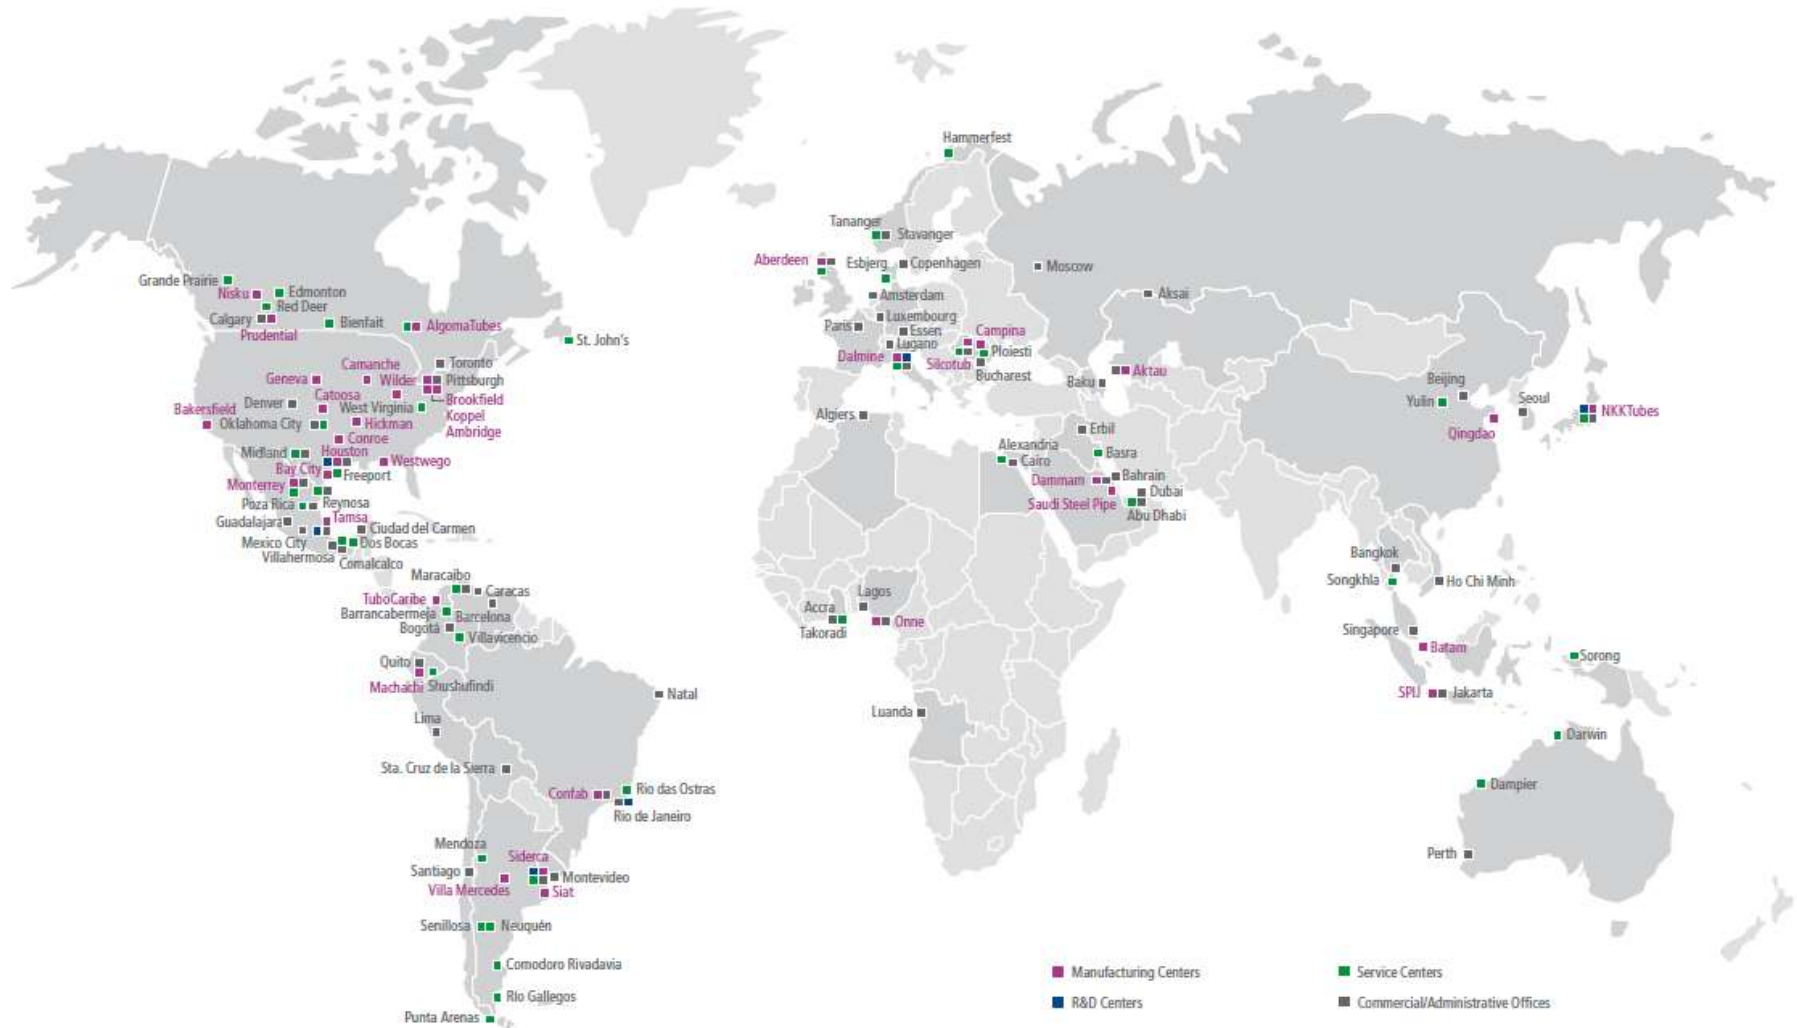 Hammerfest
Tananger
Stavanger
Aberdeen
Esbjerg
Copenhagen
Moscow
Grande Prairie
Nisku
Edmonton
Aksai
Red Deer
Amsterdam
Calgary
Bienfait
AlgomaTubes
Luxembourg
Prudential
Paris
Essen
Campina
St. John's
Lugano
Dalmine
Silcotub
Ploiesti
Camanche
Toronto
Bucharest
Aktau
Geneva
Wilder
Pittsburgh
Baku
Beijing
Catoosa
Brookfield
Denver
West Virginia
Yulin
Seoul
Bakersfield
Koppel
Algiers
NKKTubes
Oklahoma City
Hickman
Ambridge
Erbil
Qingdao
Conroe
Alexandria
Midland
Houston
Basra
Westwego
Cairo
Bay City
Freeport
Bahrain
Monterrey
Dammam
Dubai
Poza Rica
Reynosa
Saudi Steel Pipe
Abu Dhabi
Guadalajara
Tamsa
Ciudad del Carmen
Mexico City
Dos Bocas
Villahermosa
Comalcalco
Bangkok
Maracaibo
Songkhla
Ho Chi Minh
Caracas
Lagos
TuboCaribe
Barrancabermeja
Barcelona
Accra
Onne
Bogotá
Takoradi
Singapore
Villavicencio
Batam
Sorong
Quito
Machachi
Shushufindi
Natal
SPIJ
Jakarta
Lima
Luanda
Darwin
Sta. Cruz de la Sierra
Dampier
Confab
Rio das Ostras
Rio de Janeiro
Mendoza
Perth
Siderca
Santiago
Montevideo
Villa Mercedes
Siat
Senillosa
Neuquén
Comodoro Rivadavia
Río Gallegos
Punta Arenas
Manufacturing Centers
Service Centers
R&D Centers
Commercial/Administrative Offices